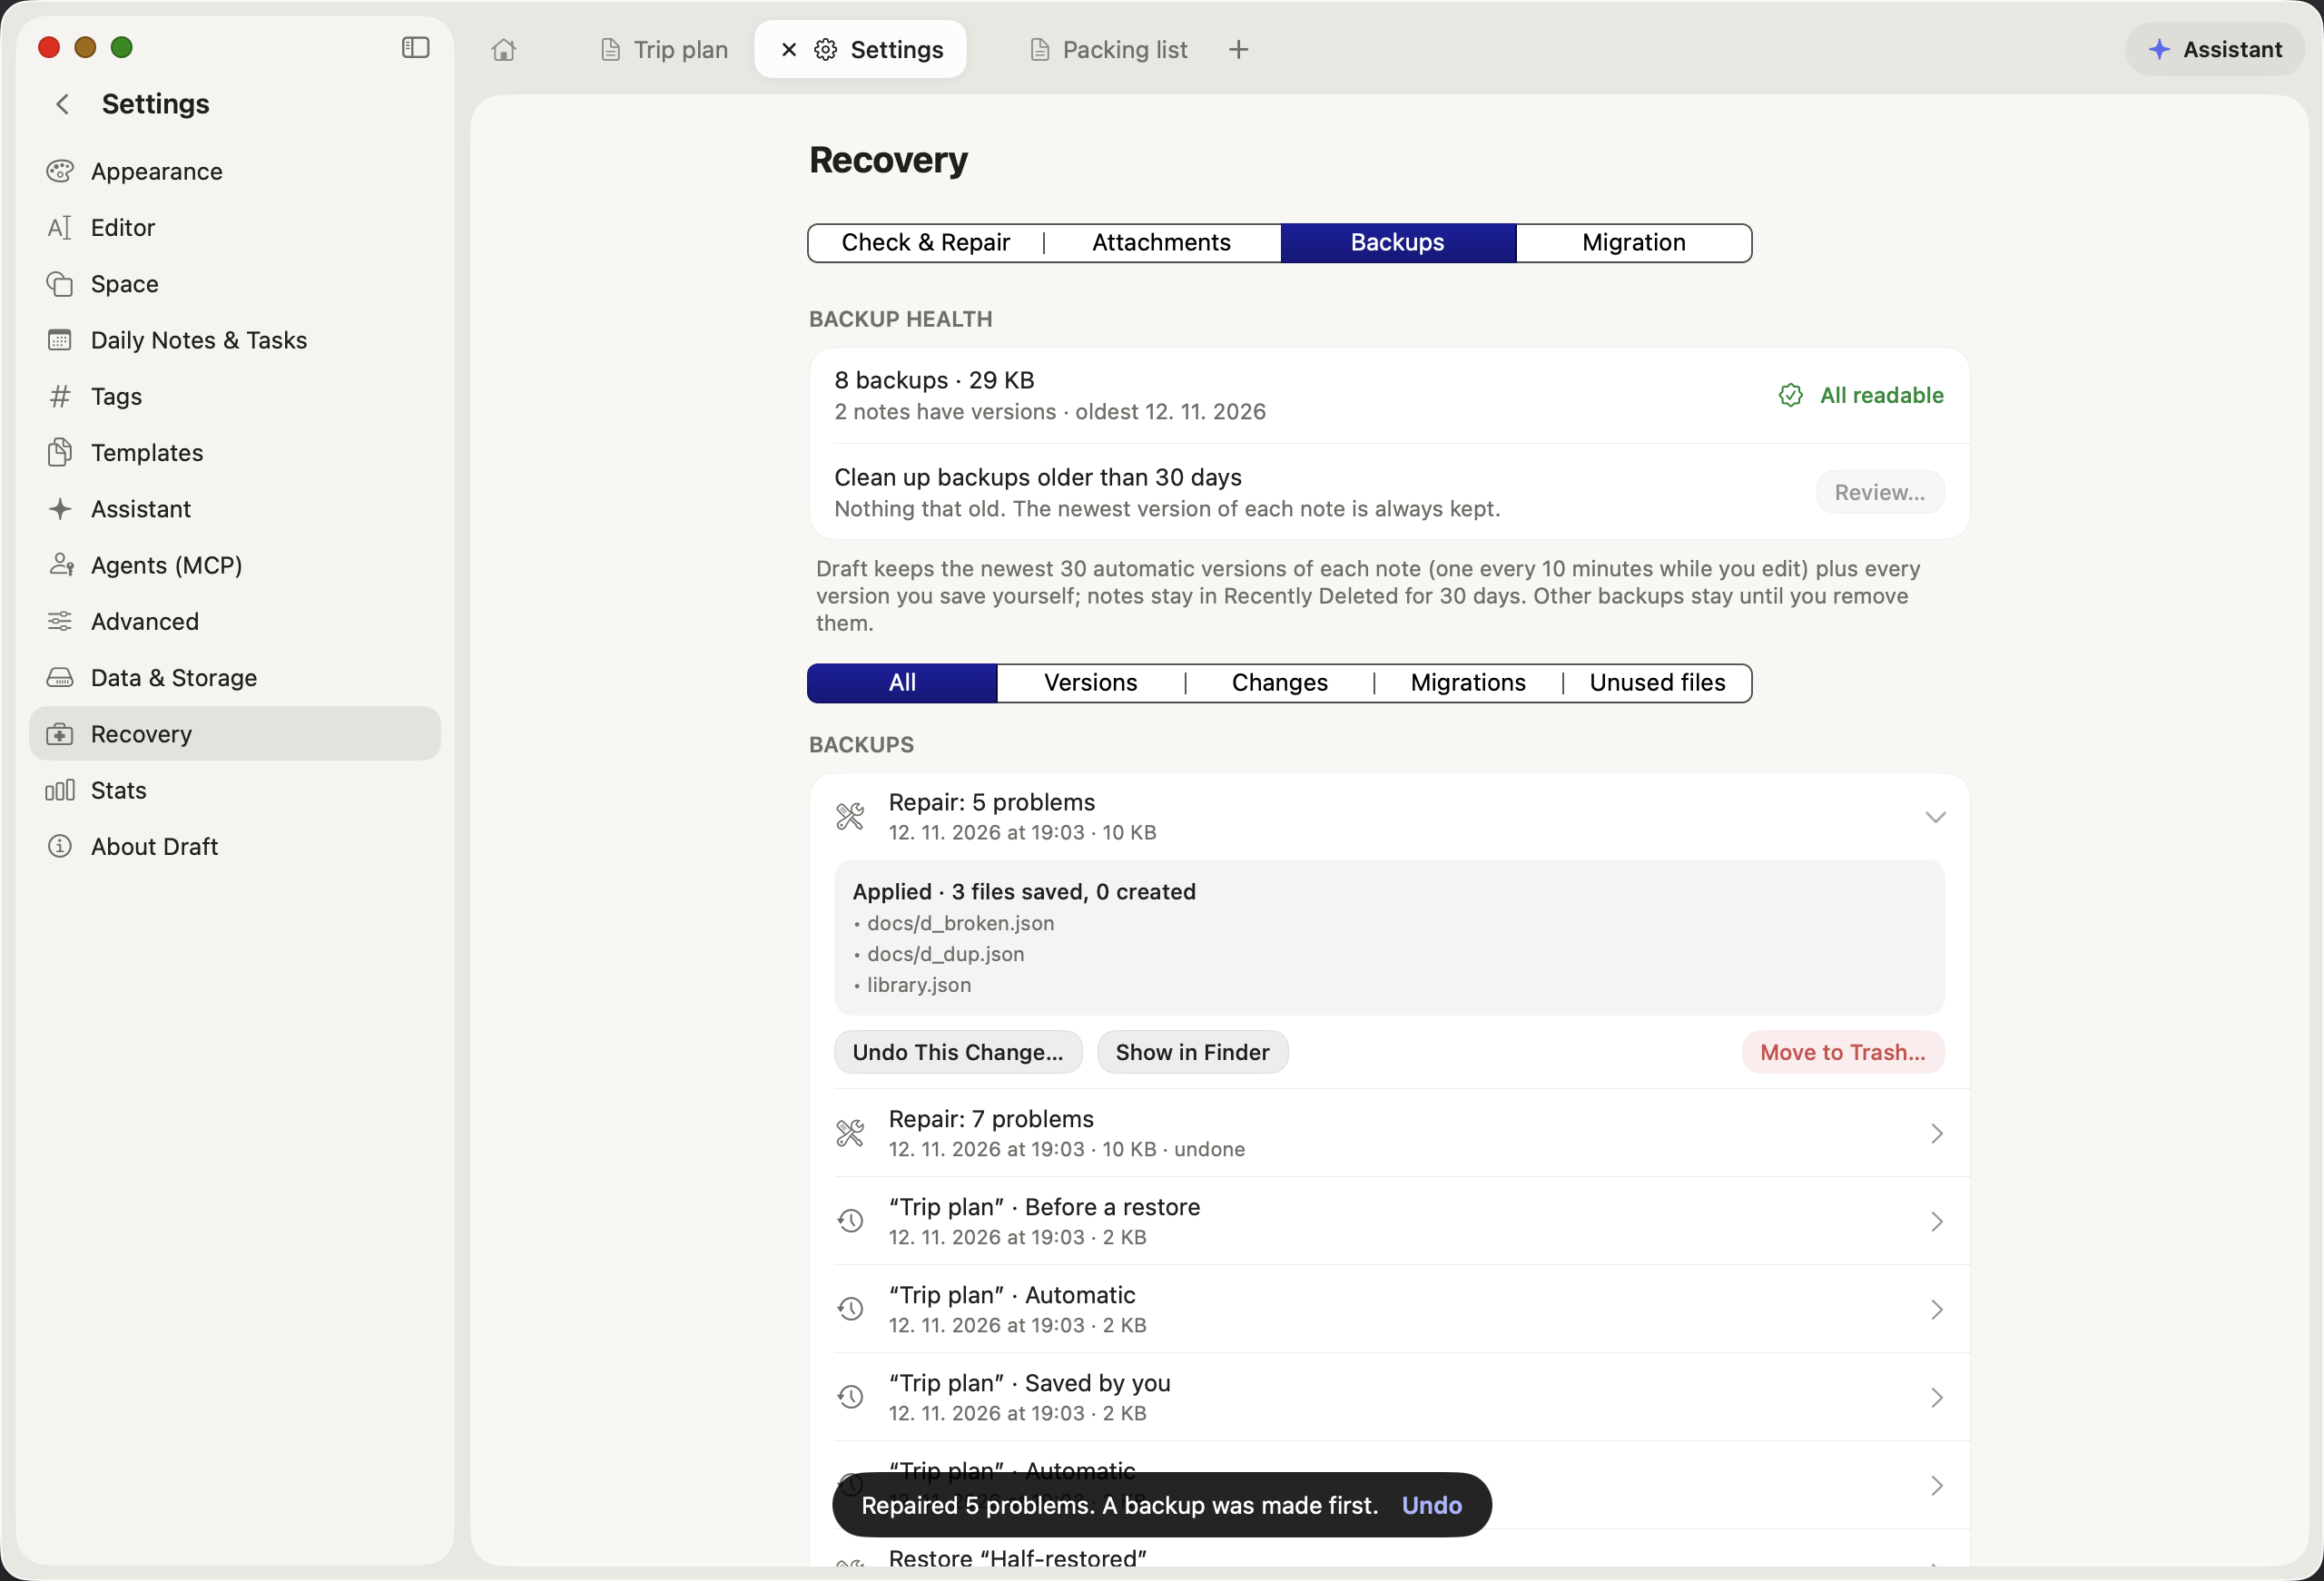 Trip plan
Settings
Packing list
Assistant
Settings
Appearance
Editor
Space
Daily Notes & Tasks
Tags
Templates
Assistant
Agents (MCP)
Advanced
Data & Storage
Recovery
Stats
About Draft
Recovery
Check & Repair
Attachments
Backups
Migration
BACKUP HEALTH
8 backups · 29 KB
2 notes have versions · oldest 12. 11. 2026
All readable
Clean up backups older than 30 days
Nothing that old. The newest version of each note is always kept.
Review...
Draft keeps the newest 30 automatic versions of each note (one every 10 minutes while you edit) plus every
version you save yourself; notes stay in Recently Deleted for 30 days. Other backups stay until you remove
them.
All
Versions
Changes
Migrations
Unused files
BACKUPS
Repair: 5 problems
12. 11. 2026 at 19:03 · 10 KB
Applied · 3 files saved, 0 created
• docs/d_broken.json
• docs/d_dup.json
• library.json
Undo This Change...
Show in Finder
Move to Trash...
Repair: 7 problems
12. 11. 2026 at 19:03 · 10 KB · undone
“Trip plan” · Before a restore
12. 11. 2026 at 19:03 · 2 KB
“Trip plan” · Automatic
12. 11. 2026 at 19:03 · 2 KB
“Trip plan” · Saved by you
12. 11. 2026 at 19:03 · 2 KB
“Trip plan” · Automatic
Repaired 5 problems. A backup was made first.
Undo
Restore “Half-restored”